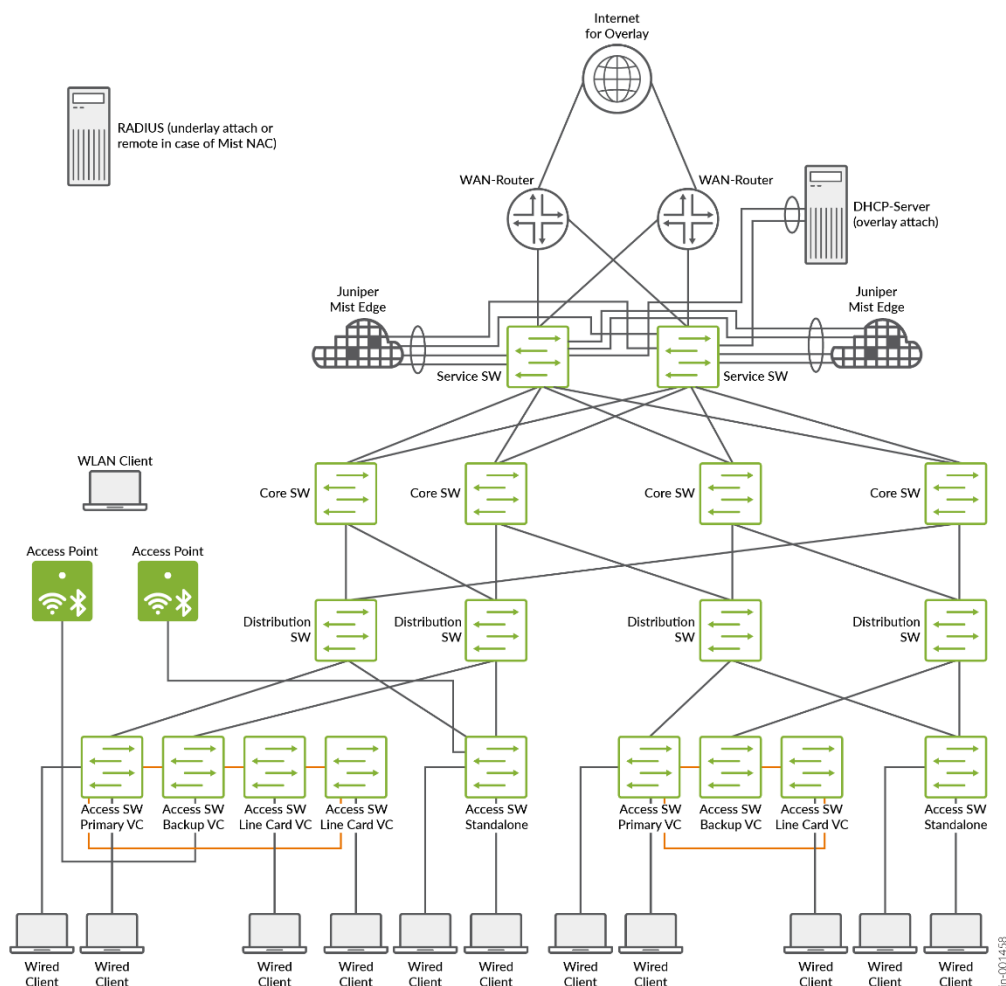 Internet
for Overlay
RADIUS (underlay attach or
remote in case of Mist NAC)
WAN-Router
WAN-Router
DHCP-Server
(overlay attach)
Juniper
Mist Edge
Juniper
Mist Edge
Service SW
Service SW
WLAN Client
Core SW
Core SW
Core SW
Core SW
Access Point
Access Point
Distribution
SW
Distribution
SW
Distribution
SW
Distribution
SW
Access SW
Primary VC
Access SW
Backup VC
Access SW
Line Card VC
Access SW
Line Card VC
Access SW
Standalone
Access SW
Primary VC
Access SW
Backup VC
Access SW
Line Card VC
Access SW
Standalone
Wired
Client
Wired
Client
Wired
Client
Wired
Client
Wired
Client
Wired
Client
Wired
Client
Wired
Client
Wired
Client
Wired
Client
Wired
Client
jn-001458